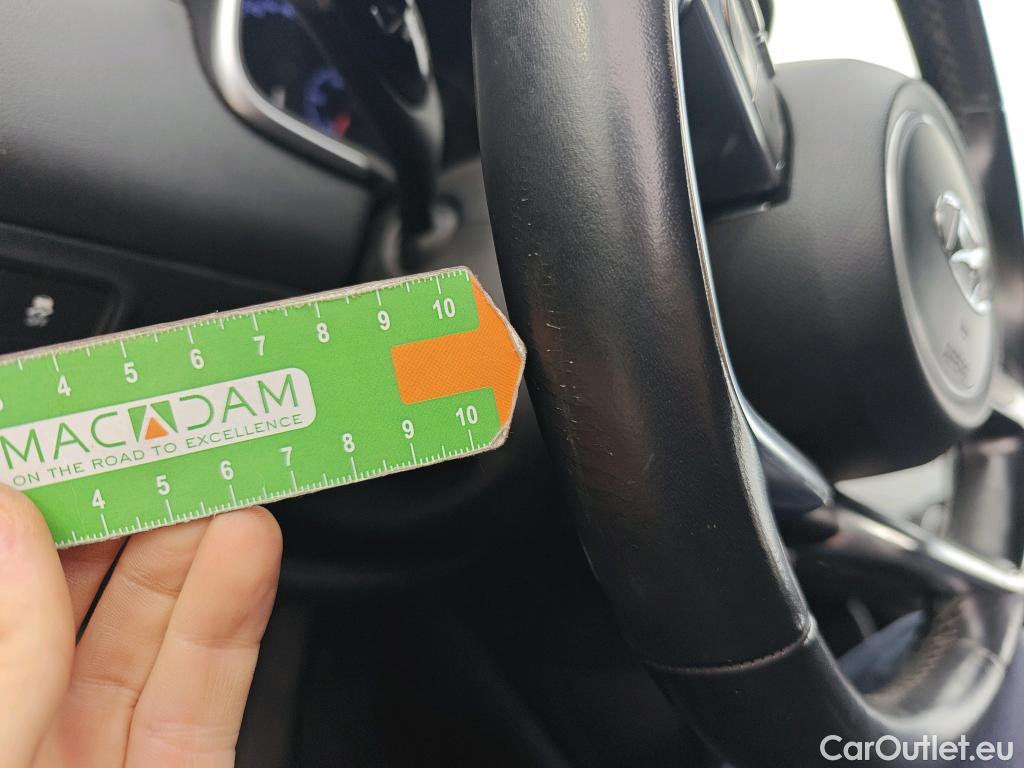 4 5 6 7 8 9 10
MACADAM
ON THE ROAD TO EXCELLENCE
4 5 6 7 8 9 10
CarOutlet.eu